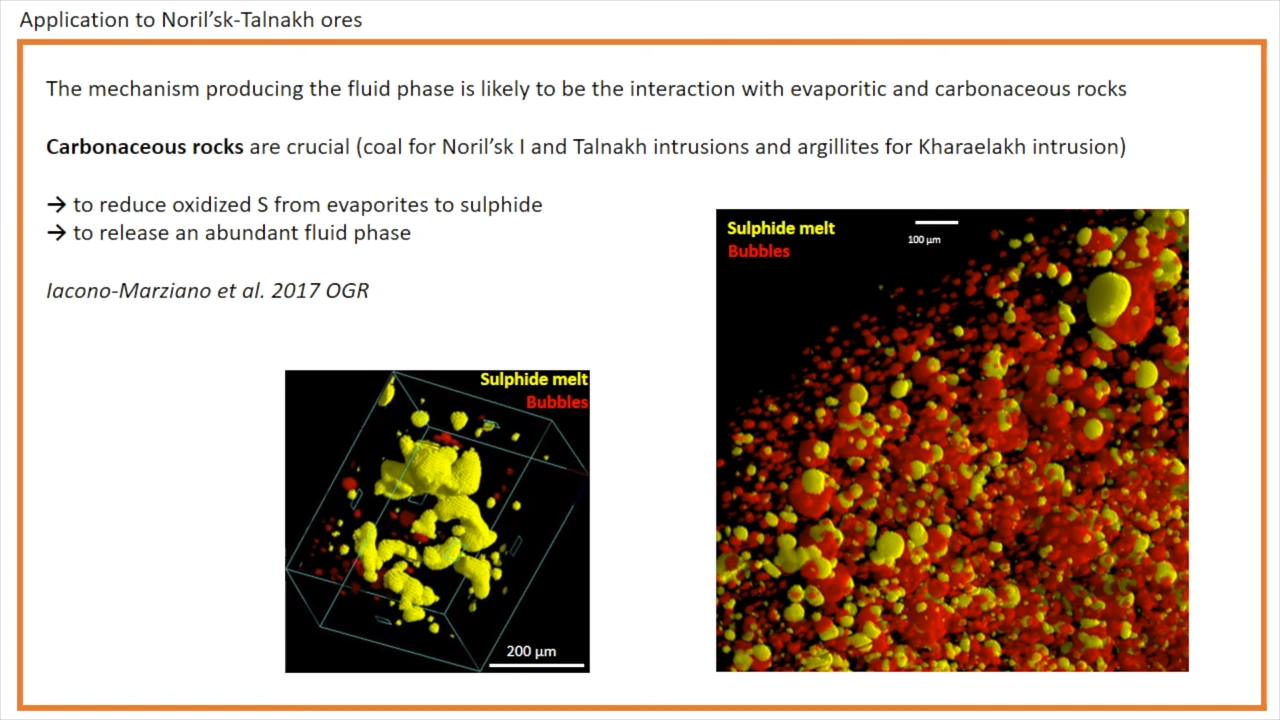 Application to Noril’sk-Talnakh ores
The mechanism producing the fluid phase is likely to be the interaction with evaporitic and carbonaceous rocks
Carbonaceous rocks are crucial (coal for Noril’sk I and Talnakh intrusions and argillites for Kharaelakh intrusion)
→ to reduce oxidized S from evaporites to sulphide
→ to release an abundant fluid phase
Iacono-Marziano et al. 2017 OGR
Sulphide melt
Bubbles
200 µm
Sulphide melt
Bubbles
100 µm